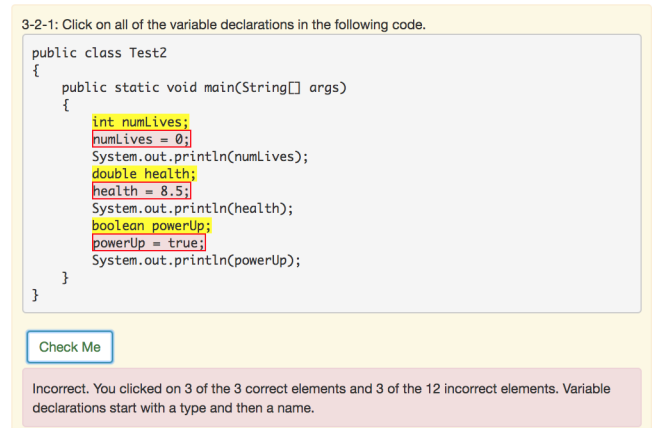 3-2-1: Click on all of the variable declarations in the following code.
public class Test2
{
    public static void main(String[] args)
    {
        int numLives;
        numLives = 0;
        System.out.println(numLives);
        double health;
        health = 8.5;
        System.out.println(health);
        boolean powerUp;
        powerUp = true;
        System.out.println(powerUp);
    }
}
Check Me
Incorrect. You clicked on 3 of the 3 correct elements and 3 of the 12 incorrect elements. Variable
declarations start with a type and then a name.